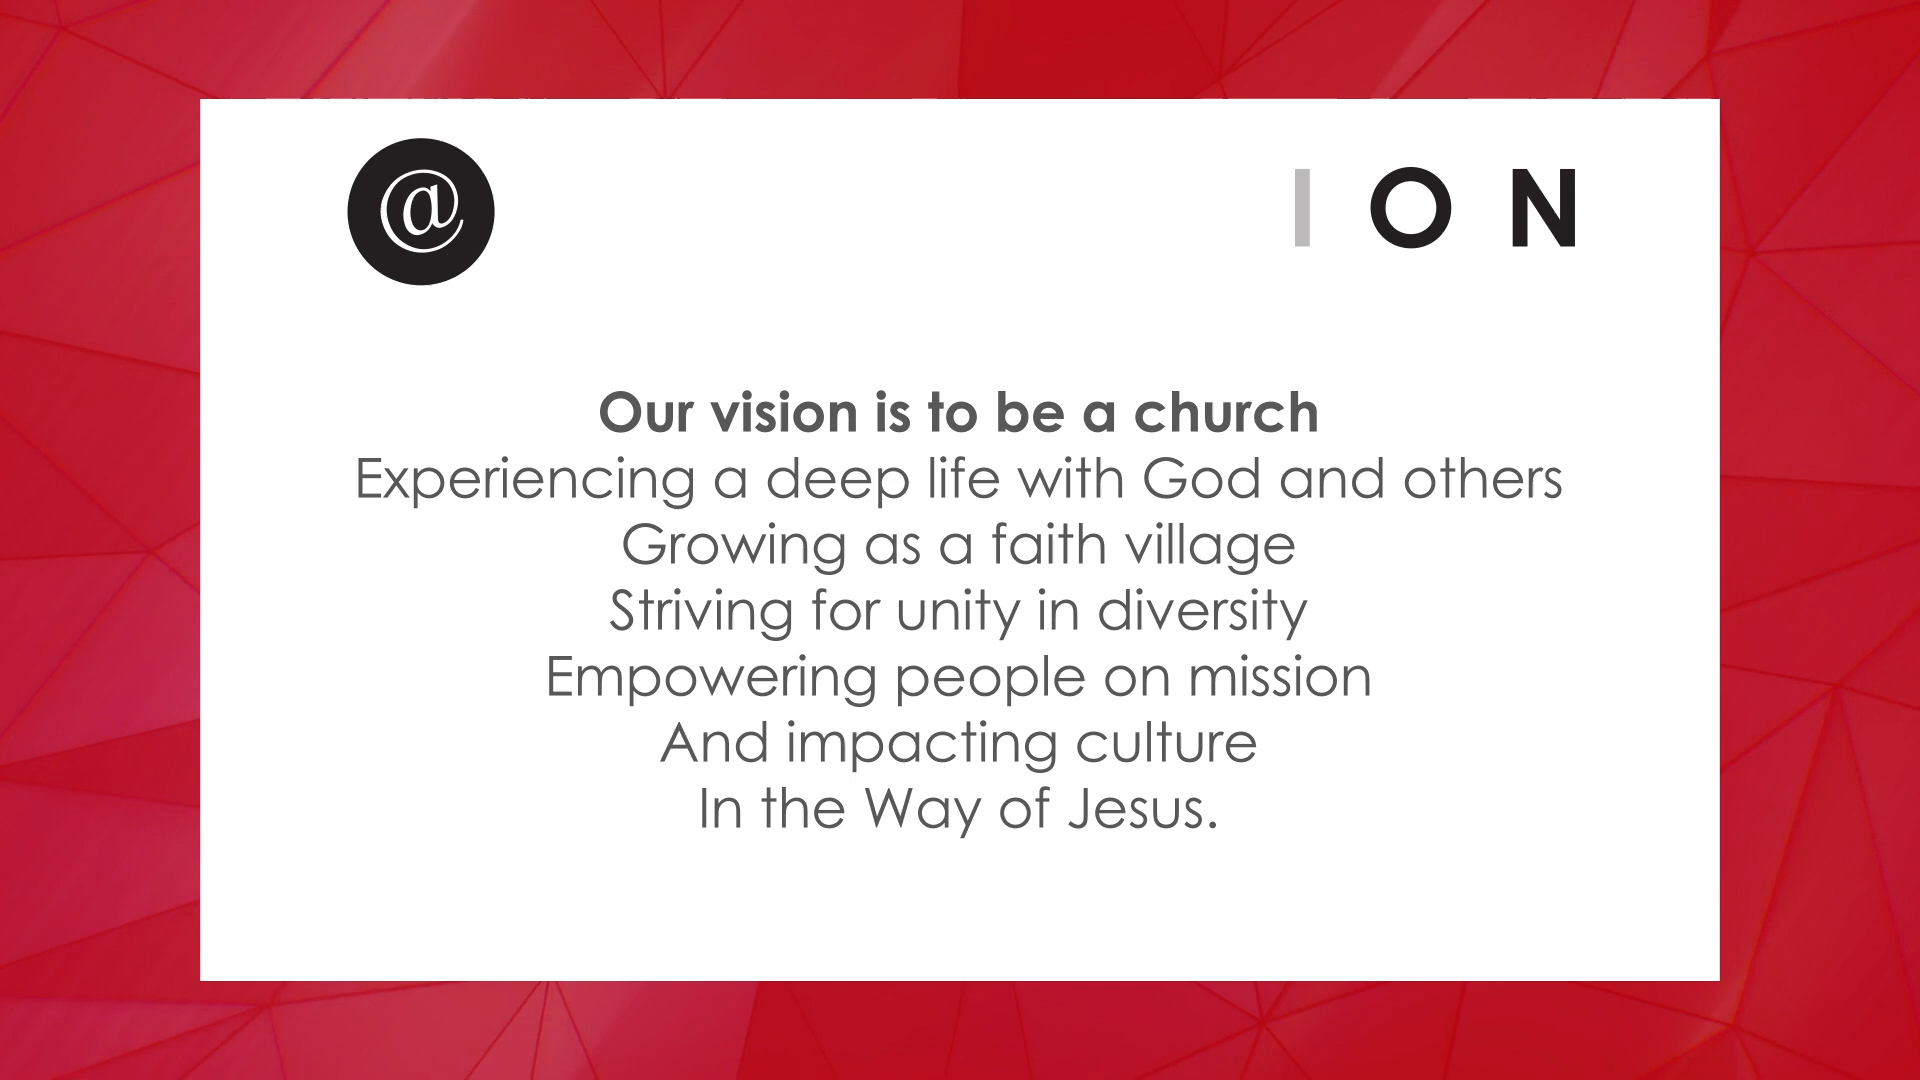 @ I O N
Our vision is to be a church
Experiencing a deep life with God and others
Growing as a faith village
Striving for unity in diversity
Empowering people on mission
And impacting culture
In the Way of Jesus.